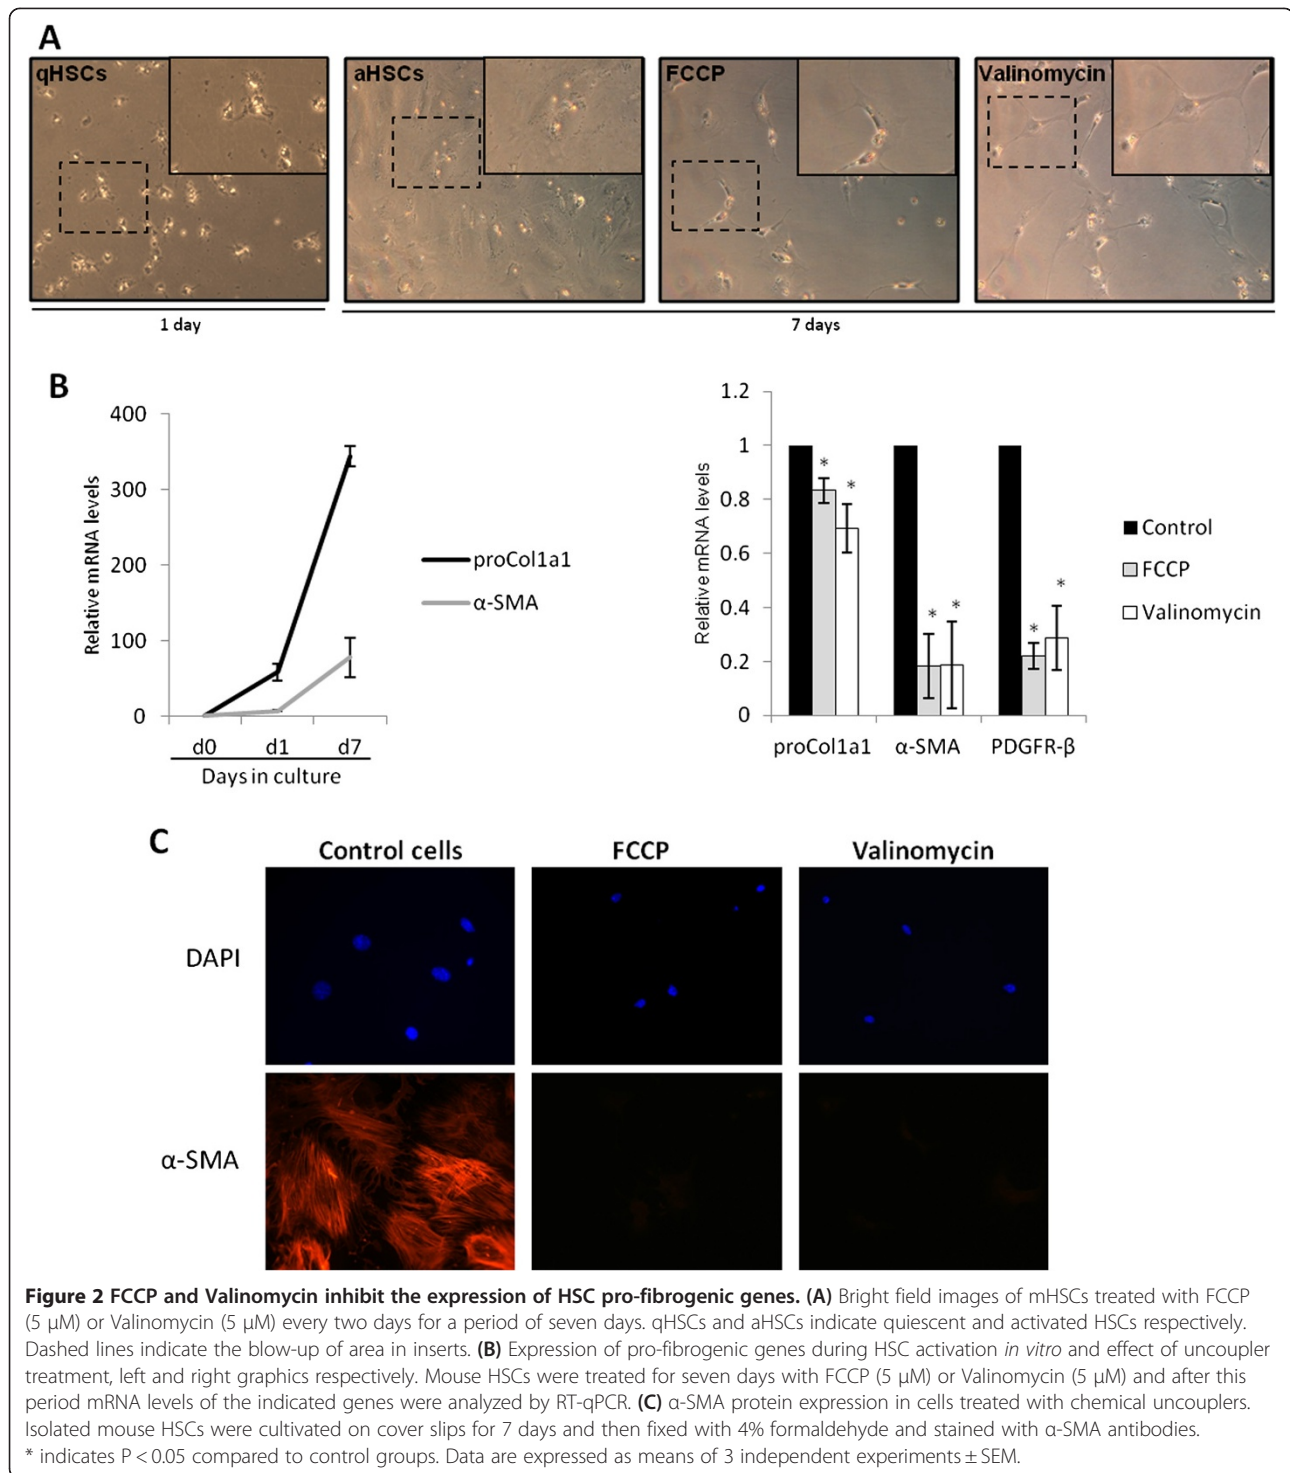 A
qHSCs
aHSCs
FCCP
Valinomycin
1 day
7 days
B
400
300
200
100
0
Relative mRNA levels
d0 d1 d7
Days in culture
proCol1a1
α-SMA
1.2
1
0.8
0.6
0.4
0.2
0
Relative mRNA levels
* *
* *
* *
proCol1a1 α-SMA PDGFR-β
Control
FCCP
Valinomycin
C
Control cells FCCP Valinomycin
DAPI
α-SMA
Figure 2 FCCP and Valinomycin inhibit the expression of HSC pro-fibrogenic genes. (A) Bright field images of mHSCs treated with FCCP
(5 μM) or Valinomycin (5 μM) every two days for a period of seven days. qHSCs and aHSCs indicate quiescent and activated HSCs respectively.
Dashed lines indicate the blow-up of area in inserts. (B) Expression of pro-fibrogenic genes during HSC activation in vitro and effect of uncoupler
treatment, left and right graphics respectively. Mouse HSCs were treated for seven days with FCCP (5 μM) or Valinomycin (5 μM) and after this
period mRNA levels of the indicated genes were analyzed by RT-qPCR. (C) α-SMA protein expression in cells treated with chemical uncouplers.
Isolated mouse HSCs were cultivated on cover slips for 7 days and then fixed with 4% formaldehyde and stained with α-SMA antibodies.
* indicates P < 0.05 compared to control groups. Data are expressed as means of 3 independent experiments ± SEM.